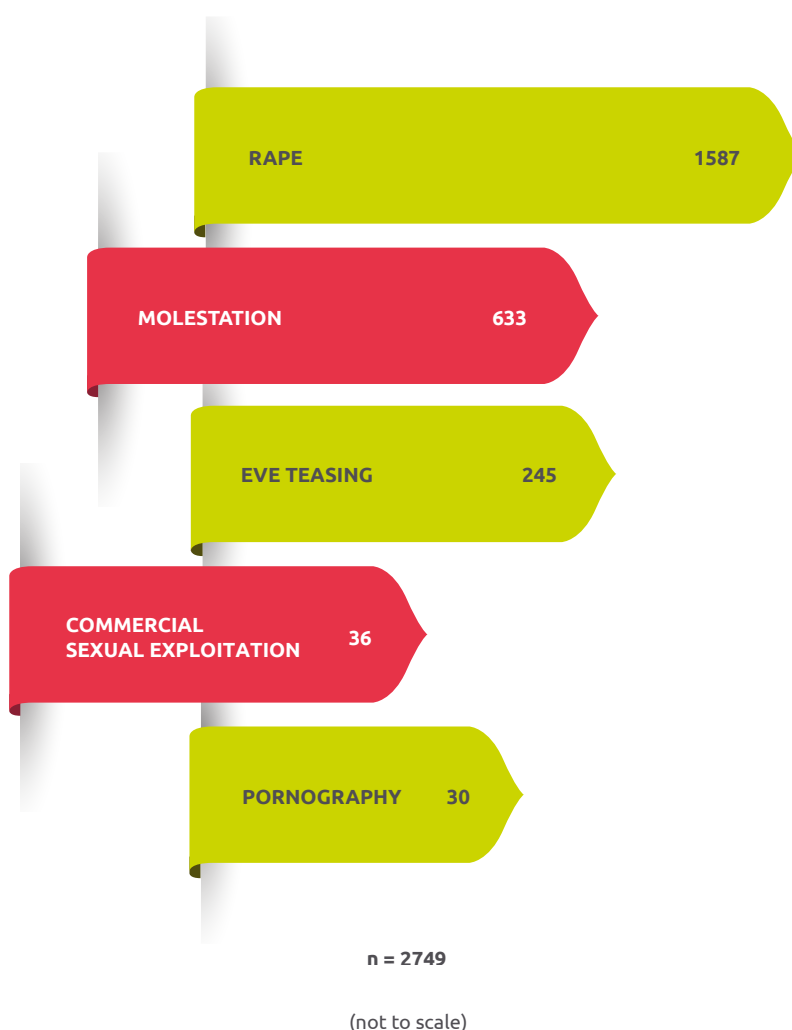 RAPE 1587
MOLESTATION 633
EVE TEASING 245
COMMERCIAL
SEXUAL EXPLOITATION 36
PORNOGRAPHY 30
n = 2749
(not to scale)